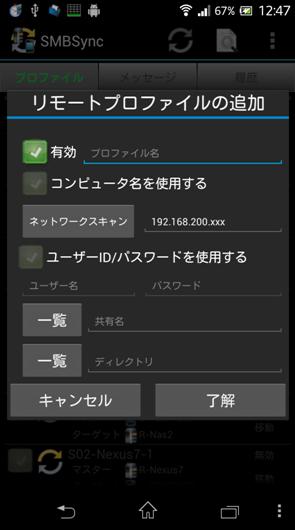 67% 12:47
SMBSync
プロファイル メッセージ 履歴
リモートプロファイルの追加
有効 プロファイル名
コンピュータ名を使用する
ネットワークスキャン 192.168.200.xxx
ユーザーID/パスワードを使用する
ユーザー名 パスワード
一覧 共有名
一覧 ディレクトリ
キャンセル 了解
ターゲット R-Nas2 移動
S02-Nexus7-1 無効
マスター R-Nexus7 移動